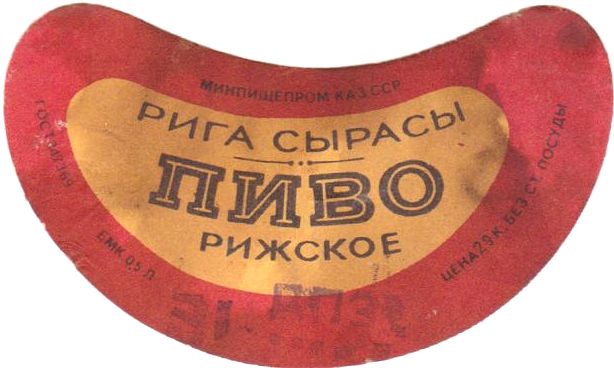 МИНПИЩЕПРОМ КАЗ.ССР
РИГА СЫРАСЫ
ПИВО
РИЖСКОЕ
ЕМК.0,5 Л
ЦЕНА 29 К. БЕЗ СТ. ПОСУДЫ